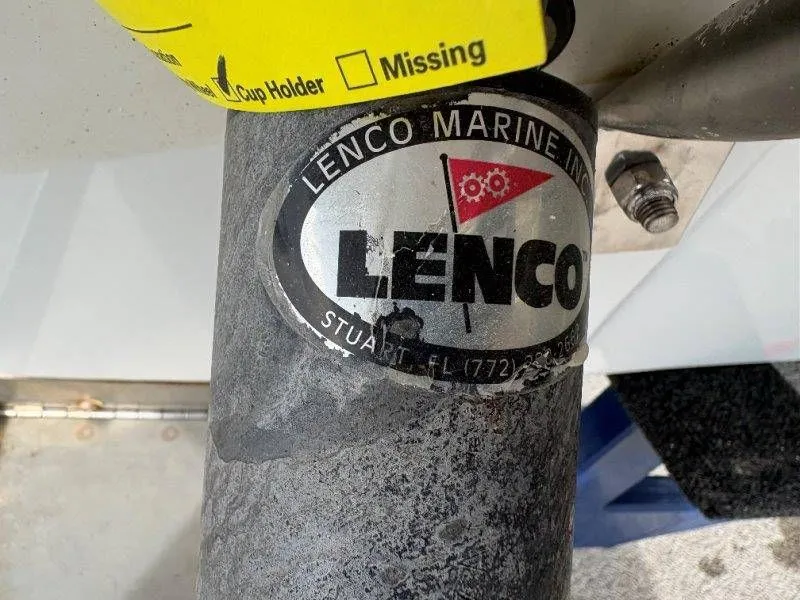 Cup Holder Missing
LENCO MARINE INC
LENCO
STUART, FL (772)